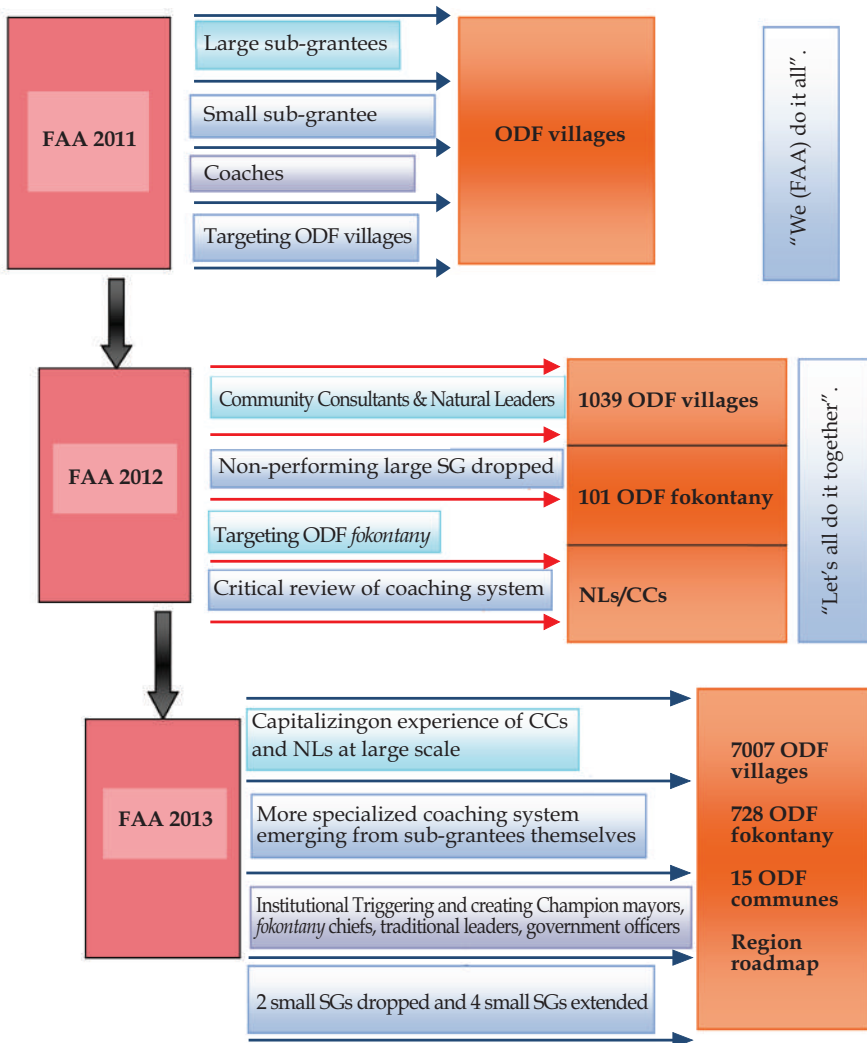 FAA 2011
Large sub-grantees
Small sub-grantee
Coaches
Targeting ODF villages
ODF villages
“We (FAA) do it all”.
FAA 2012
Community Consultants & Natural Leaders
Non-performing large SG dropped
Targeting ODF fokontany
Critical review of coaching system
1039 ODF villages
101 ODF fokontany
NLs/CCs
“Let's all do it together”.
FAA 2013
Capitalizingon experience of CCs
and NLs at large scale
More specialized coaching system
emerging from sub-grantees themselves
Institutional Triggering and creating Champion mayors,
fokontany chiefs, traditional leaders, government officers
2 small SGs dropped and 4 small SGs extended
7007 ODF
villages
728 ODF
fokontany
15 ODF
communes
Region
roadmap